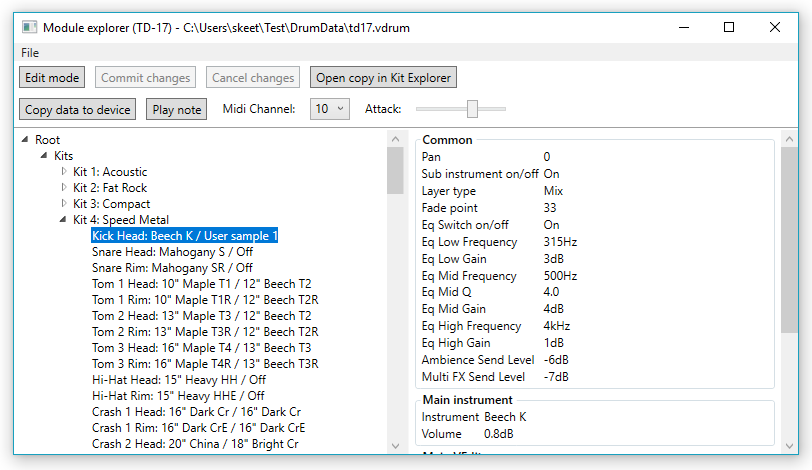 Module explorer (TD-17) - C:\Users\skeet\Test\DrumData\td17.vdrum
File
Edit mode Commit changes Cancel changes Open copy in Kit Explorer
Copy data to device Play note Midi Channel: 10 Attack:
Root
Kits
Kit 1: Acoustic
Kit 2: Fat Rock
Kit 3: Compact
Kit 4: Speed Metal
Kick Head: Beech K / User sample 1
Snare Head: Mahogany S / Off
Snare Rim: Mahogany SR / Off
Tom 1 Head: 10" Maple T1 / 12" Beech T2
Tom 1 Rim: 10" Maple T1R / 12" Beech T2R
Tom 2 Head: 13" Maple T3 / 12" Beech T2
Tom 2 Rim: 13" Maple T3R / 12" Beech T2R
Tom 3 Head: 16" Maple T4 / 13" Beech T3
Tom 3 Rim: 16" Maple T4R / 13" Beech T3R
Hi-Hat Head: 15" Heavy HH / Off
Hi-Hat Rim: 15" Heavy HHE / Off
Crash 1 Head: 16" Dark Cr / 16" Dark Cr
Crash 1 Rim: 16" Dark CrE / 16" Dark CrE
Crash 2 Head: 20" China / 18" Bright Cr
Common
Pan 0
Sub instrument on/off On
Layer type Mix
Fade point 33
Eq Switch on/off On
Eq Low Frequency 315Hz
Eq Low Gain 3dB
Eq Mid Frequency 500Hz
Eq Mid Q 4.0
Eq Mid Gain 4dB
Eq High Frequency 4kHz
Eq High Gain 1dB
Ambience Send Level -6dB
Multi FX Send Level -7dB
Main instrument
Instrument Beech K
Volume 0.8dB